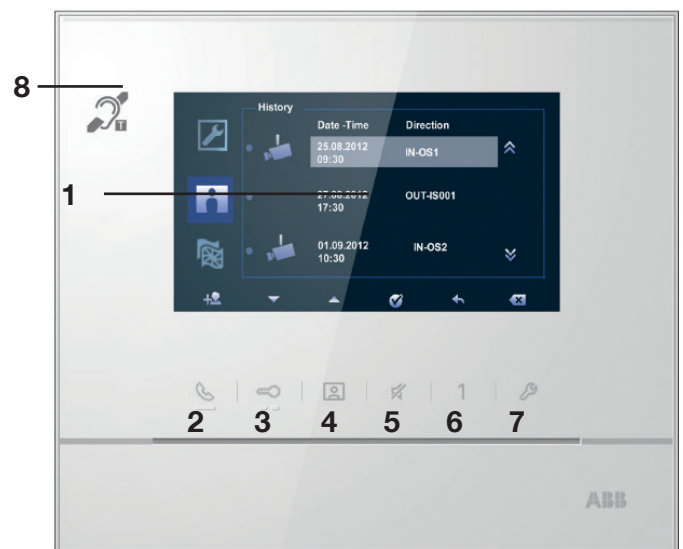 8
T
History
Date -Time Direction
25.08.2012 IN-OS1
09:30
1
27.08.2012 OUT-IS001
17:30
01.09.2012 IN-OS2
10:30
1
2 3 4 5 6 7
ABB